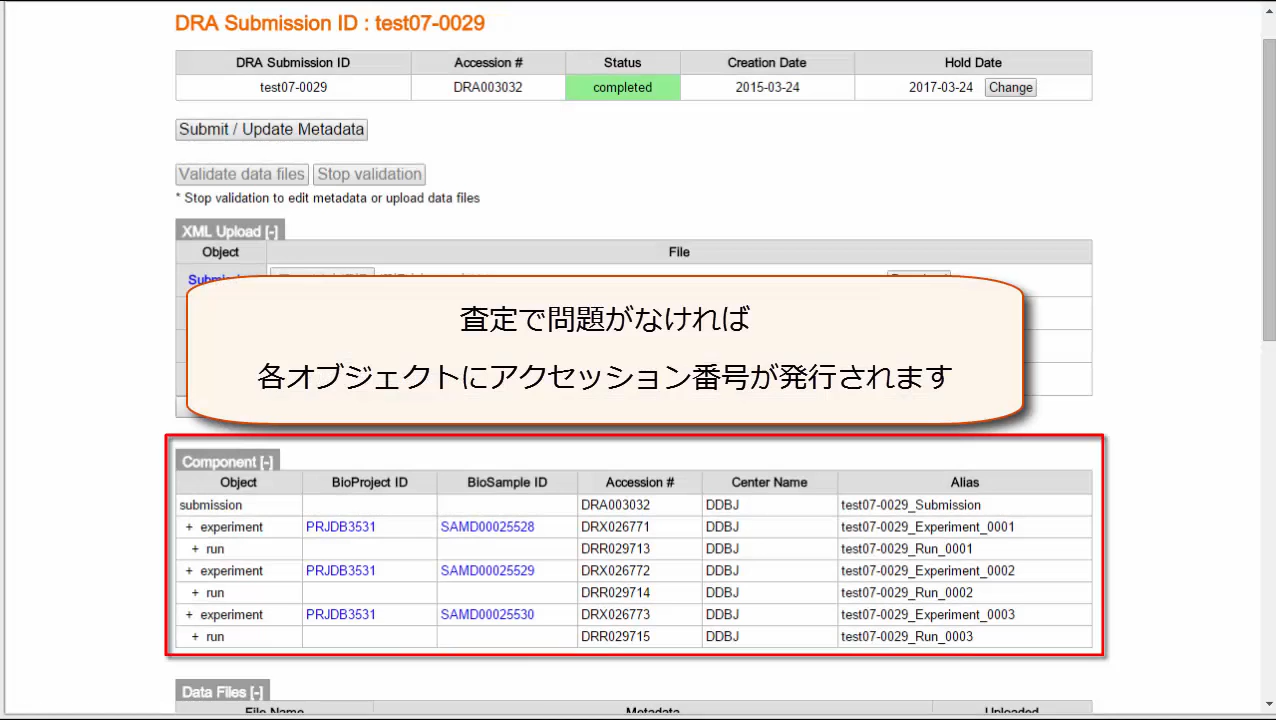 DRA Submission ID : test07-0029
DRA Submission ID Accession # Status Creation Date Hold Date
test07-0029 DRA003032 completed 2015-03-24 2017-03-24 Change
Submit / Update Metadata
Validate data files Stop validation
* Stop validation to edit metadata or upload data files
XML Upload [-]
Object File
査定で問題がなければ
各オブジェクトにアクセッション番号が発行されます
Component [-]
Object BioProject ID BioSample ID Accession # Center Name Alias
submission DRA003032 DDBJ test07-0029_Submission
+ experiment PRJDB3531 SAMD00025528 DRX026771 DDBJ test07-0029_Experiment_0001
+ run DRR029713 DDBJ test07-0029_Run_0001
+ experiment PRJDB3531 SAMD00025529 DRX026772 DDBJ test07-0029_Experiment_0002
+ run DRR029714 DDBJ test07-0029_Run_0002
+ experiment PRJDB3531 SAMD00025530 DRX026773 DDBJ test07-0029_Experiment_0003
+ run DRR029715 DDBJ test07-0029_Run_0003
Data Files [-]
File Name Metadata Uploaded